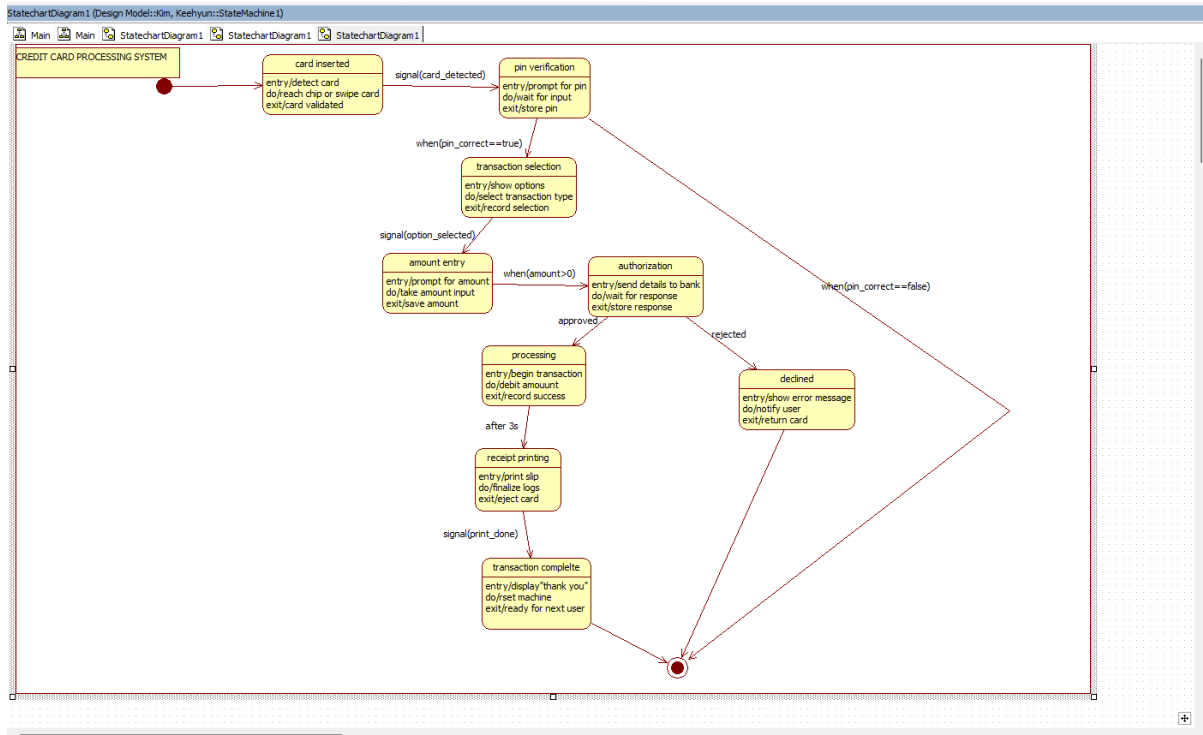 StatechartDiagram1 (Design Model::Kim, Keehyun::StateMachine1)
Main Main StatechartDiagram1 StatechartDiagram1 StatechartDiagram1
CREDIT CARD PROCESSING SYSTEM
card inserted
entry/detect card
do/reach chip or swipe card
exit/card validated
signal(card_detected)
pin verification
entry/prompt for pin
do/wait for input
exit/store pin
when(pin_correct==true)
transaction selection
entry/show options
do/select transaction type
exit/record selection
signal(option_selected)
amount entry
entry/prompt for amount
do/take amount input
exit/save amount
when(amount>0)
authorization
entry/send details to bank
do/wait for response
exit/store response
when(pin_correct==false)
approved
rejected
processing
entry/begin transaction
do/debit amouunt
exit/record success
declined
entry/show error message
do/notify user
exit/return card
after 3s
receipt printing
entry/print slip
do/finalize logs
exit/eject card
signal(print_done)
transaction complelte
entry/display"thank you"
do/rset machine
exit/ready for next user